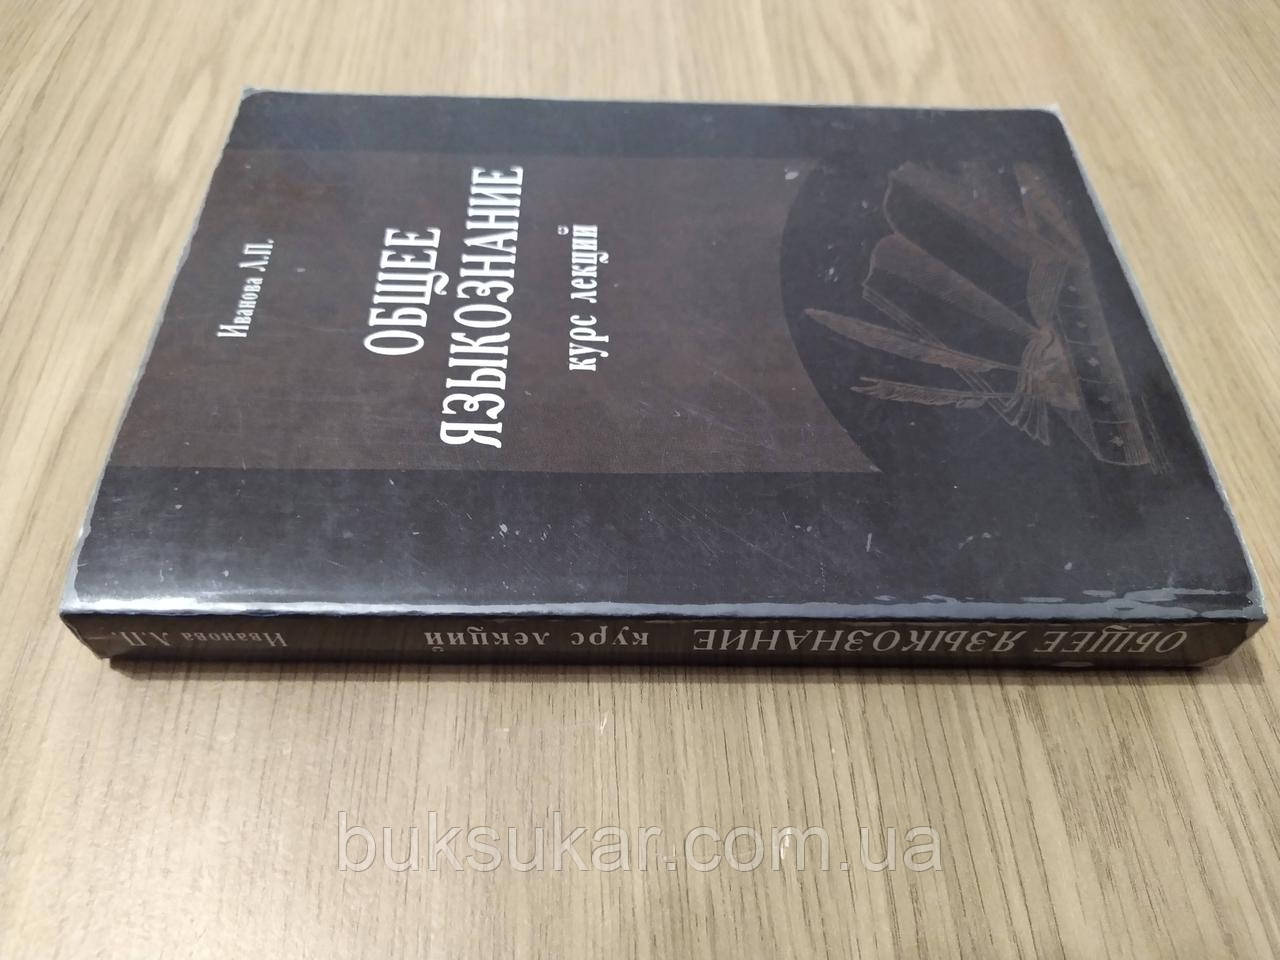 Иванова Л.П.
ОБЩЕЕ
ЯЗЫКОЗНАНИЕ
курс лекций
Иванова Л.П. курс лекций ОБЩЕЕ ЯЗЫКОЗНАНИЕ
buksukar.com.ua